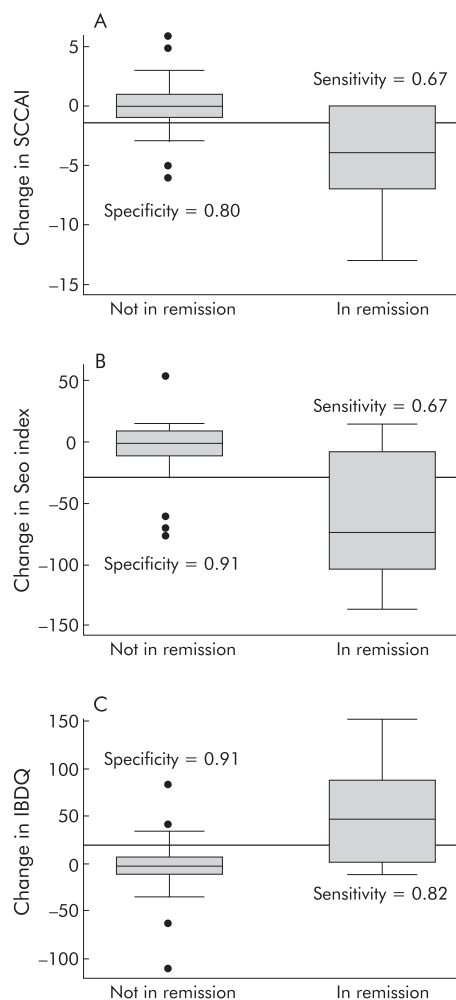 A
Change in SCCAI
5
0
–5
–10
–15
Sensitivity = 0.67
Specificity = 0.80
Not in remission
In remission
B
Change in Seo index
50
0
–50
–100
–150
Sensitivity = 0.67
Specificity = 0.91
Not in remission
In remission
C
Change in IBDQ
150
100
50
0
–50
–100
Specificity = 0.91
Sensitivity = 0.82
Not in remission
In remission